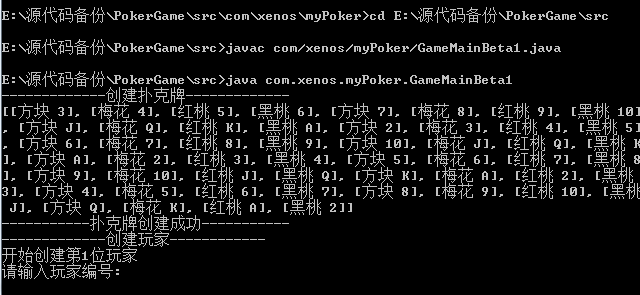 E:\源代码备份\PokerGame\src\com\xenos\myPoker>cd E:\源代码备份\PokerGame\src
E:\源代码备份\PokerGame\src>javac com/xenos/myPoker/GameMainBeta1.java
E:\源代码备份\PokerGame\src>java com.xenos.myPoker.GameMainBeta1
-------------创建扑克牌-------------
[[方块 3], [梅花 4], [红桃 5], [黑桃 6], [方块 7], [梅花 8], [红桃 9], [黑桃 10]
, [方块 J], [梅花 Q], [红桃 K], [黑桃 A], [方块 2], [梅花 3], [红桃 4], [黑桃 5]
, [方块 6], [梅花 7], [红桃 8], [黑桃 9], [方块 10], [梅花 J], [红桃 Q], [黑桃 K
], [方块 A], [梅花 2], [红桃 3], [黑桃 4], [方块 5], [梅花 6], [红桃 7], [黑桃 8
], [方块 9], [梅花 10], [红桃 J], [黑桃 Q], [方块 K], [梅花 A], [红桃 2], [黑桃
3], [方块 4], [梅花 5], [红桃 6], [黑桃 7], [方块 8], [梅花 9], [红桃 10], [黑桃
 J], [方块 Q], [梅花 K], [红桃 A], [黑桃 2]]
-----------扑克牌创建成功-----------
-------------创建玩家------------
开始创建第1位玩家
请输入玩家编号: